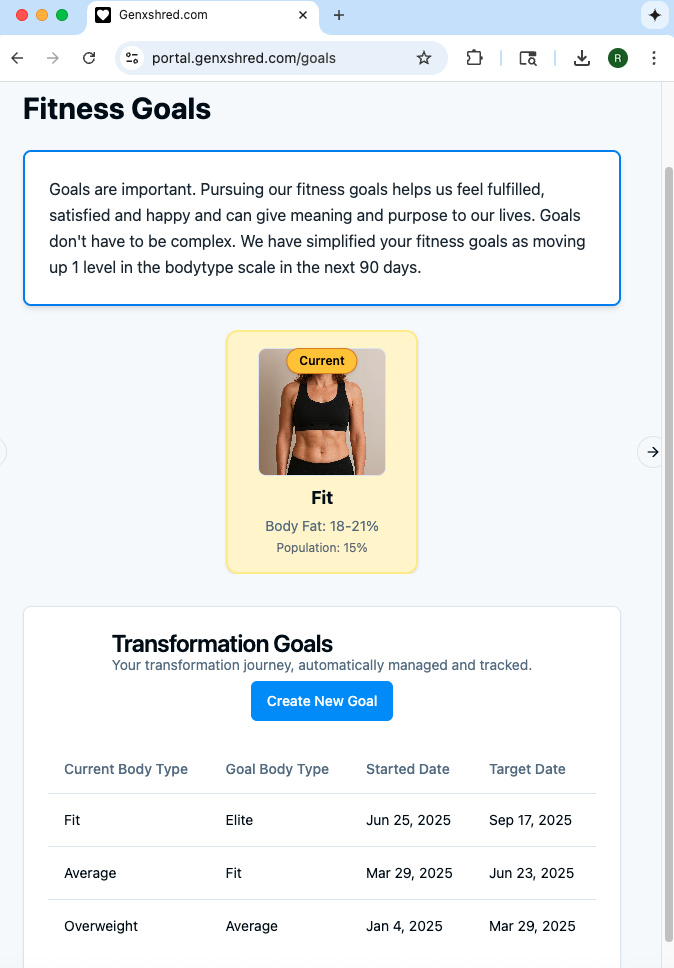 Genxshred.com
portal.genxshred.com/goals
R
Fitness Goals
Goals are important. Pursuing our fitness goals helps us feel fulfilled,
satisfied and happy and can give meaning and purpose to our lives. Goals
don't have to be complex. We have simplified your fitness goals as moving
up 1 level in the bodytype scale in the next 90 days.
Current
Fit
Body Fat: 18-21%
Population: 15%
Transformation Goals
Your transformation journey, automatically managed and tracked.
Create New Goal
Current Body Type Goal Body Type Started Date Target Date
Fit Elite Jun 25, 2025 Sep 17, 2025
Average Fit Mar 29, 2025 Jun 23, 2025
Overweight Average Jan 4, 2025 Mar 29, 2025